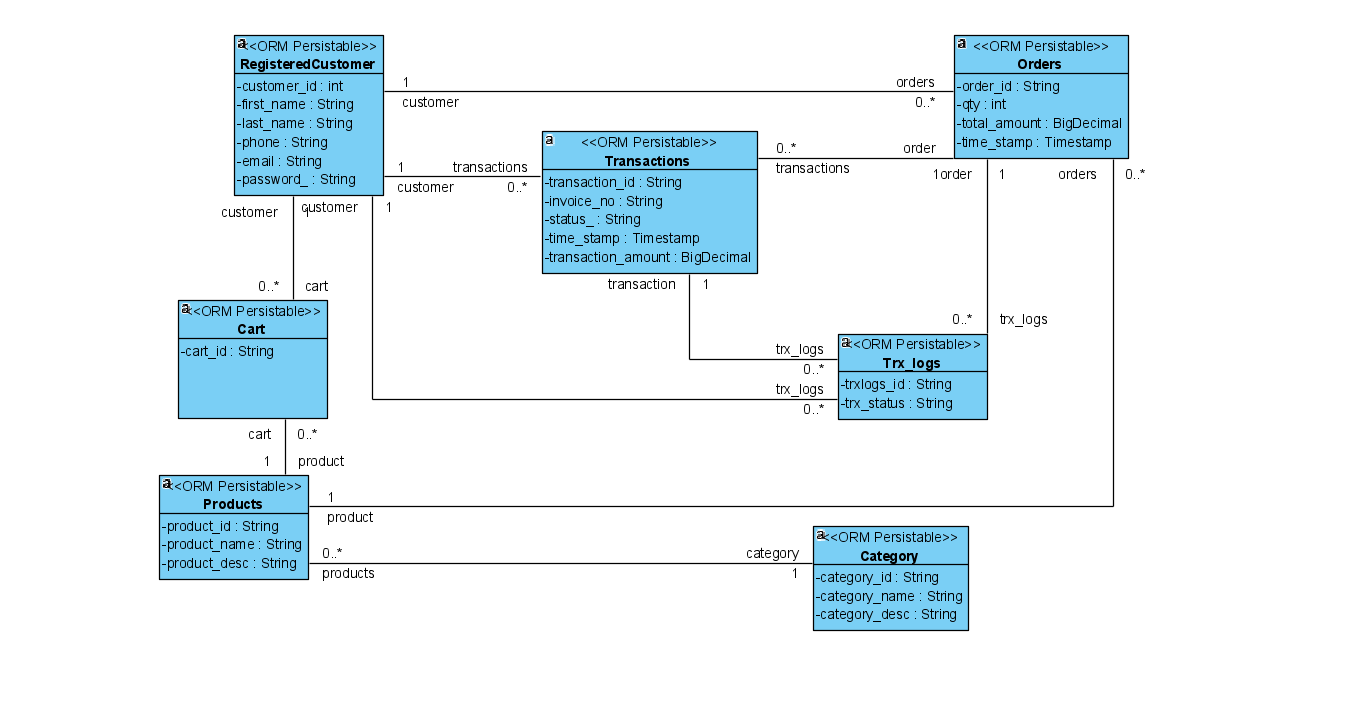 <<ORM Persistable>>
RegisteredCustomer
-customer_id : int
-first_name : String
-last_name : String
-phone : String
-email : String
-password_ : String
1
customer
orders
0..*
<<ORM Persistable>>
Orders
-order_id : String
-qty : int
-total_amount : BigDecimal
-time_stamp : Timestamp
1
customer
transactions
0..*
<<ORM Persistable>>
Transactions
-transaction_id : String
-invoice_no : String
-status_ : String
-time_stamp : Timestamp
-transaction_amount : BigDecimal
0..*
transactions
order
1
order
1
orders
0..*
customer
1
customer
1
0..*
cart
transaction
1
0..*
trx_logs
<<ORM Persistable>>
Cart
-cart_id : String
trx_logs
0..*
trx_logs
0..*
<<ORM Persistable>>
Trx_logs
-trxlogs_id : String
-trx_status : String
cart
0..*
1
product
<<ORM Persistable>>
Products
-product_id : String
-product_name : String
-product_desc : String
1
product
0..*
products
category
1
<<ORM Persistable>>
Category
-category_id : String
-category_name : String
-category_desc : String